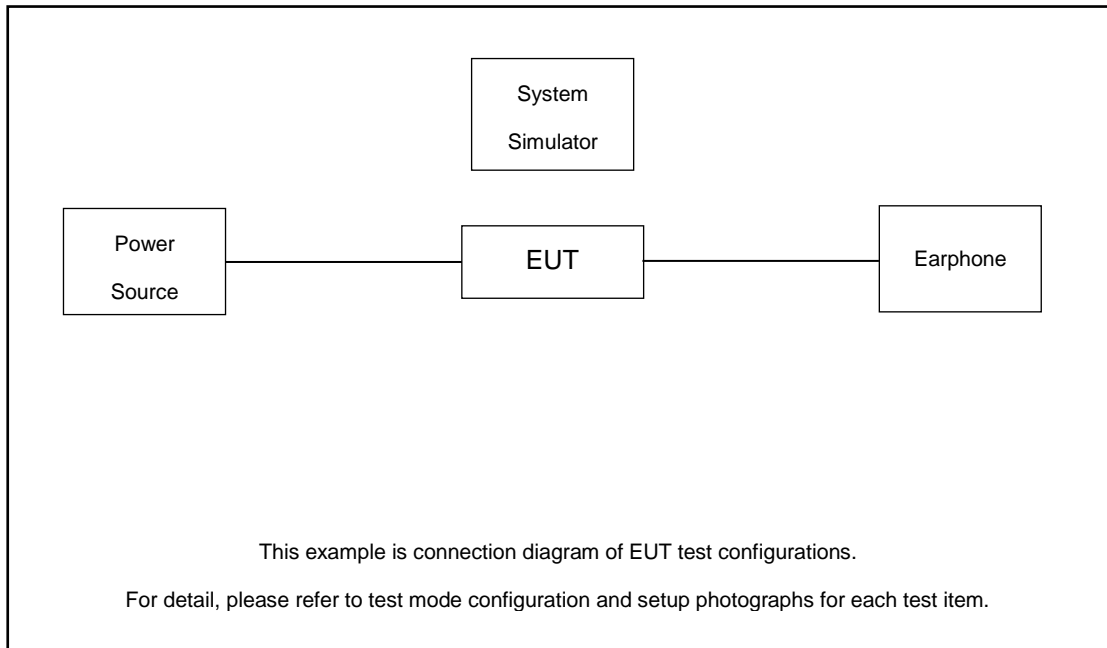 System
Simulator
Power
Source
EUT
Earphone
This example is connection diagram of EUT test configurations.
For detail, please refer to test mode configuration and setup photographs for each test item.